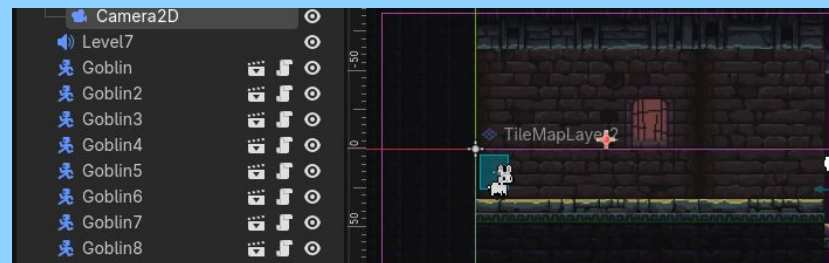 Camera2D
Level7
Goblin
Goblin2
Goblin3
Goblin4
Goblin5
Goblin6
Goblin7
Goblin8
-50
0
50
TileMapLayer2